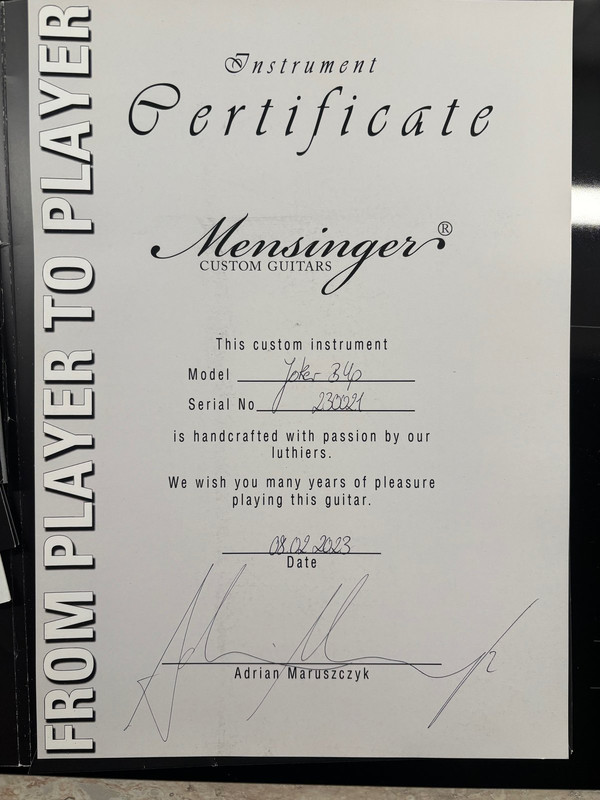 FROM PLAYER TO PLAYER
Instrument
Certificate
Mensinger®
CUSTOM GUITARS
This custom instrument
Model Joker B4p
Serial No 230021
is handcrafted with passion by our
luthiers.
We wish you many years of pleasure
playing this guitar.
08.02.2023
Date
Adrian Maruszczyk